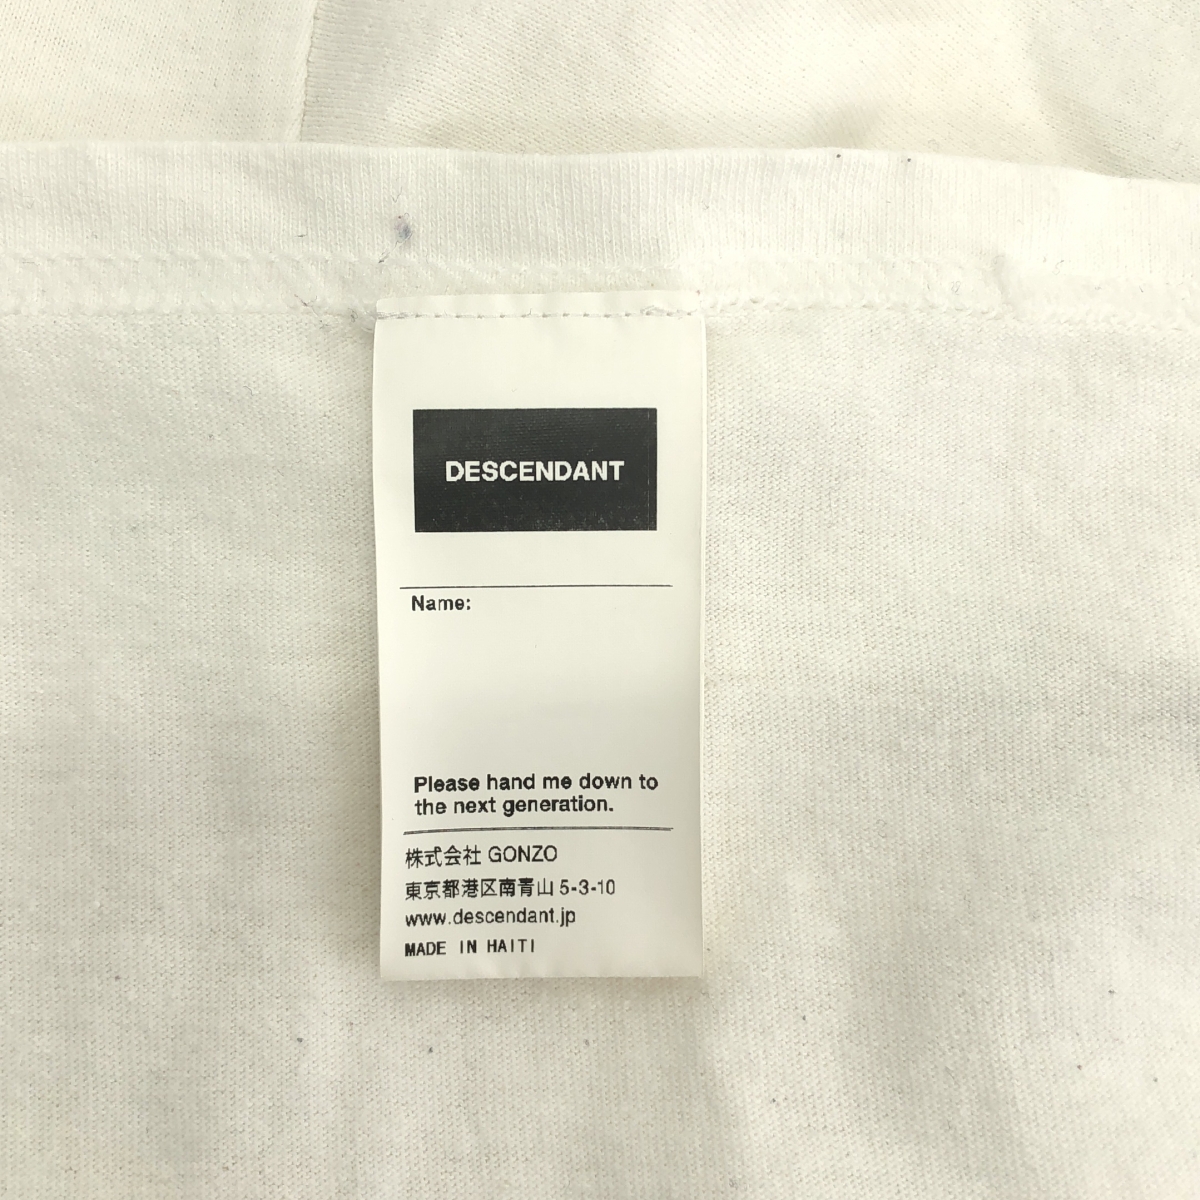 DESCENDANT
Name:
Please hand me down to
the next generation.
株式会社 GONZO
東京都港区南青山 5-3-10
www.descendant.jp
MADE IN HAITI